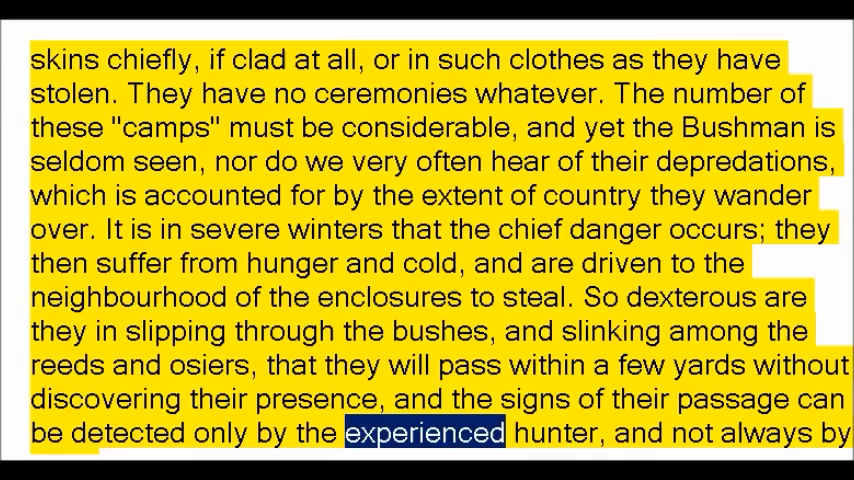 skins chiefly, if clad at all, or in such clothes as they have
stolen. They have no ceremonies whatever. The number of
these "camps" must be considerable, and yet the Bushman is
seldom seen, nor do we very often hear of their depredations,
which is accounted for by the extent of country they wander
over. It is in severe winters that the chief danger occurs; they
then suffer from hunger and cold, and are driven to the
neighbourhood of the enclosures to steal. So dexterous are
they in slipping through the bushes, and slinking among the
reeds and osiers, that they will pass within a few yards without
discovering their presence, and the signs of their passage can
be detected only by the experienced hunter, and not always by